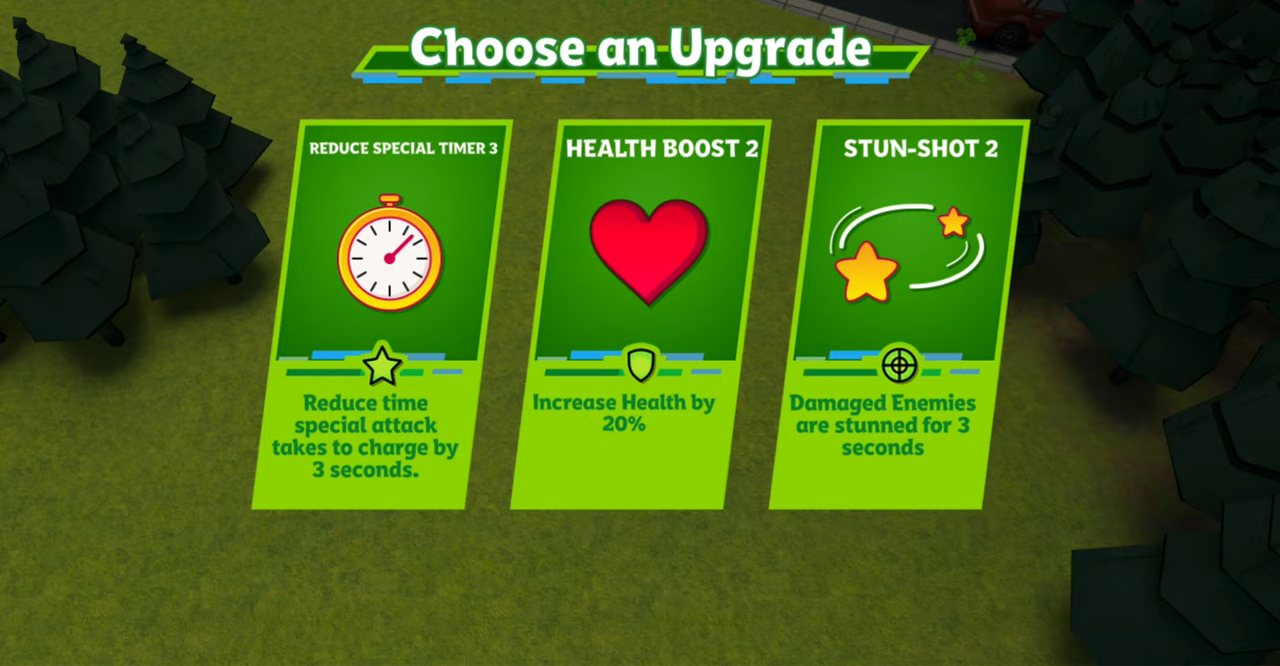 Choose an Upgrade
REDUCE SPECIAL TIMER 3
Reduce time
special attack
takes to charge by
3 seconds.
HEALTH BOOST 2
Increase Health by
20%
STUN-SHOT 2
Damaged Enemies
are stunned for 3
seconds